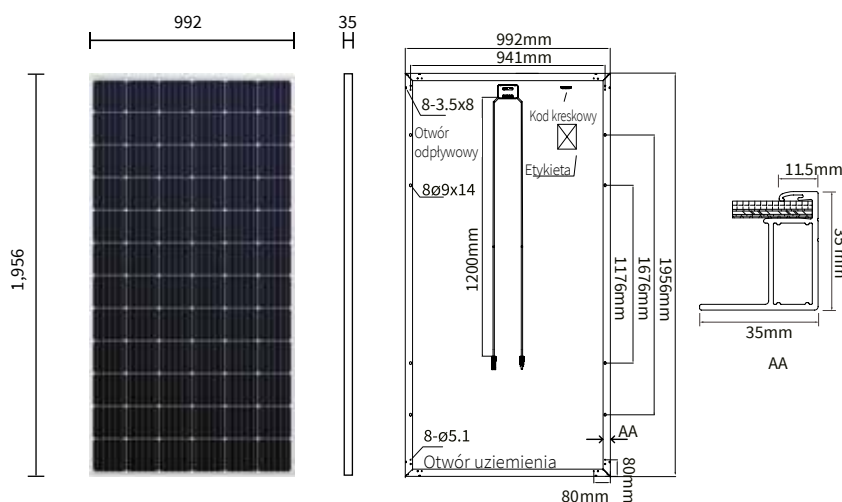 992
35
1,956
992mm
941mm
8-3.5x8
Otwór
odpływowy
Kod kreskowy
Etykieta
8ø9x14
1200mm
1176mm
1676mm
1956mm
8-ø5.1
Otwór uziemienia
AA
80mm
80mm
11.5mm
35mm
35mm
AA